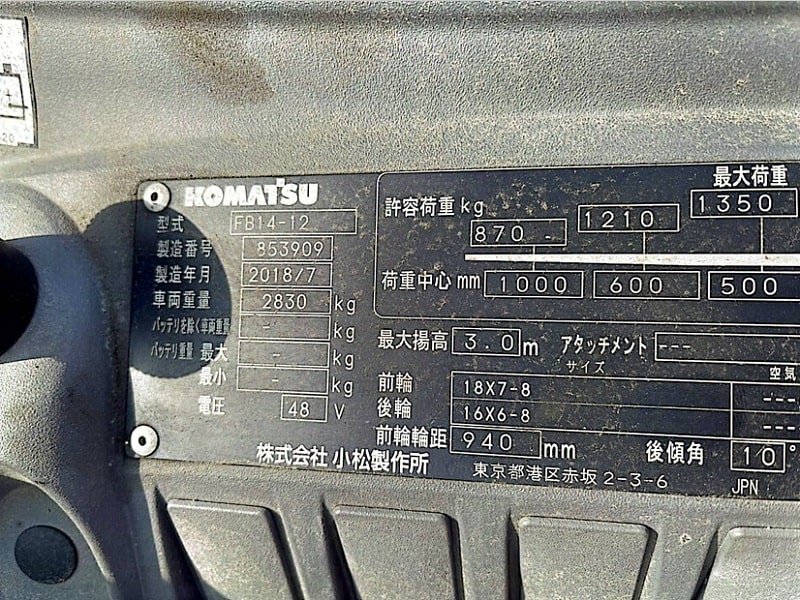 20
KOMATSU
型式 FB14-12
製造番号 853909
製造年月 2018/7
車両重量 2830 kg
バッテリを除く車両重量 - kg
バッテリ重量 最大 - kg
最小 - kg
電圧 48 V
最大荷重
許容荷重 kg 870 - 1210 1350
荷重中心 mm 1000 600 500
最大揚高 3.0 m アタッチメント ---
サイズ 空気
前輪 18X7-8 ---
後輪 16X6-8 ---
前輪輪距 940 mm 後傾角 10°
株式会社 小松製作所 東京都港区赤坂 2-3-6 JPN